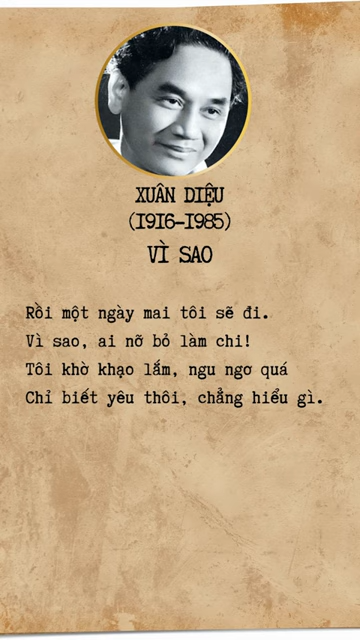 XUÂN DIỆU
(1916-1985)
VÌ SAO
Rồi một ngày mai tôi sẽ đi.
Vì sao, ai nỡ bỏ làm chi!
Tôi khờ khạo lắm, ngu ngơ quá
Chỉ biết yêu thôi, chẳng hiểu gì.